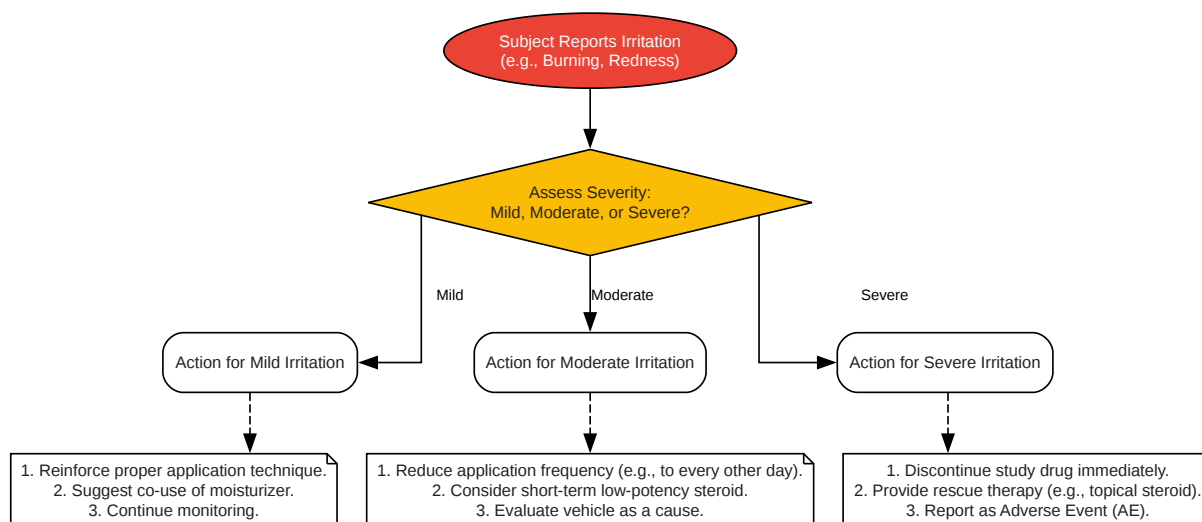 Subject Reports Irritation
(e.g., Burning, Redness)
Assess Severity:
Mild, Moderate, or Severe?
Mild
Moderate
Severe
Action for Mild Irritation
Action for Moderate Irritation
Action for Severe Irritation
1. Reinforce proper application technique.
2. Suggest co-use of moisturizer.
3. Continue monitoring.
1. Reduce application frequency (e.g., to every other day).
2. Consider short-term low-potency steroid.
3. Evaluate vehicle as a cause.
1. Discontinue study drug immediately.
2. Provide rescue therapy (e.g., topical steroid).
3. Report as Adverse Event (AE).